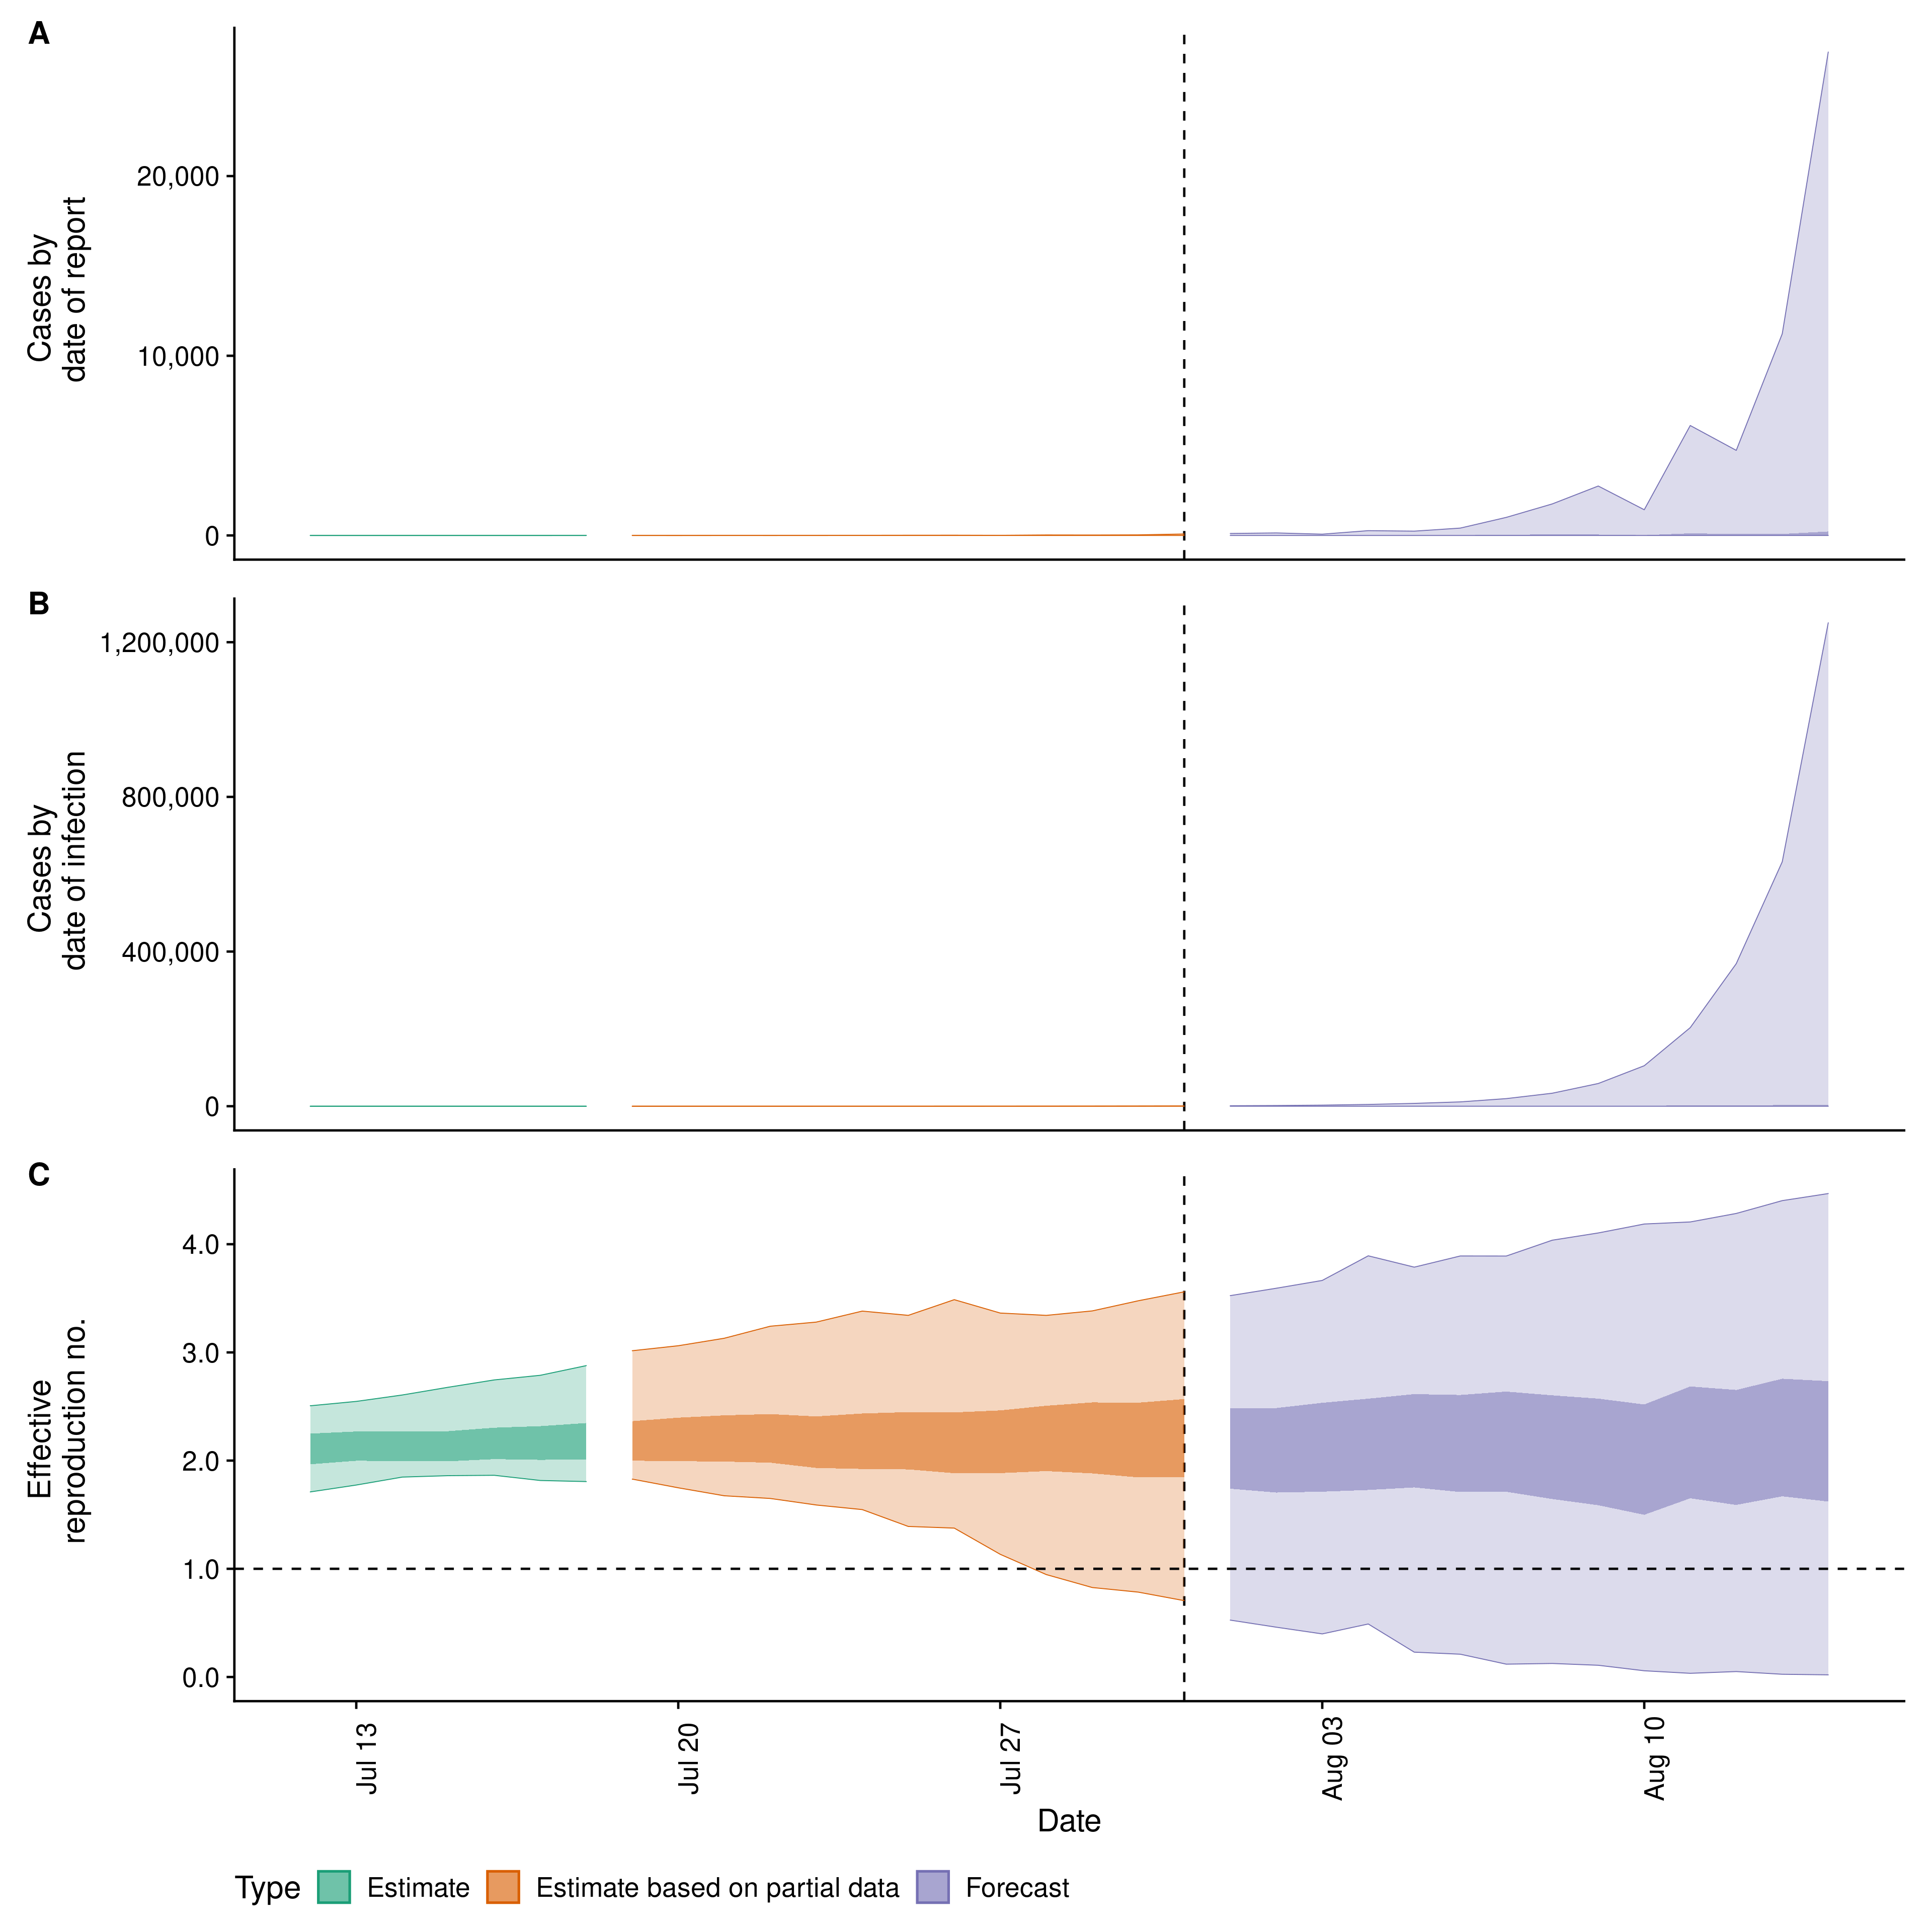 A
Cases by
date of report
20,000
10,000
0
B
Cases by
date of infection
1,200,000
800,000
400,000
0
C
Effective
reproduction no.
4.0
3.0
2.0
1.0
0.0
Jul 13
Jul 20
Jul 27
Aug 03
Aug 10
Date
Type Estimate Estimate based on partial data Forecast